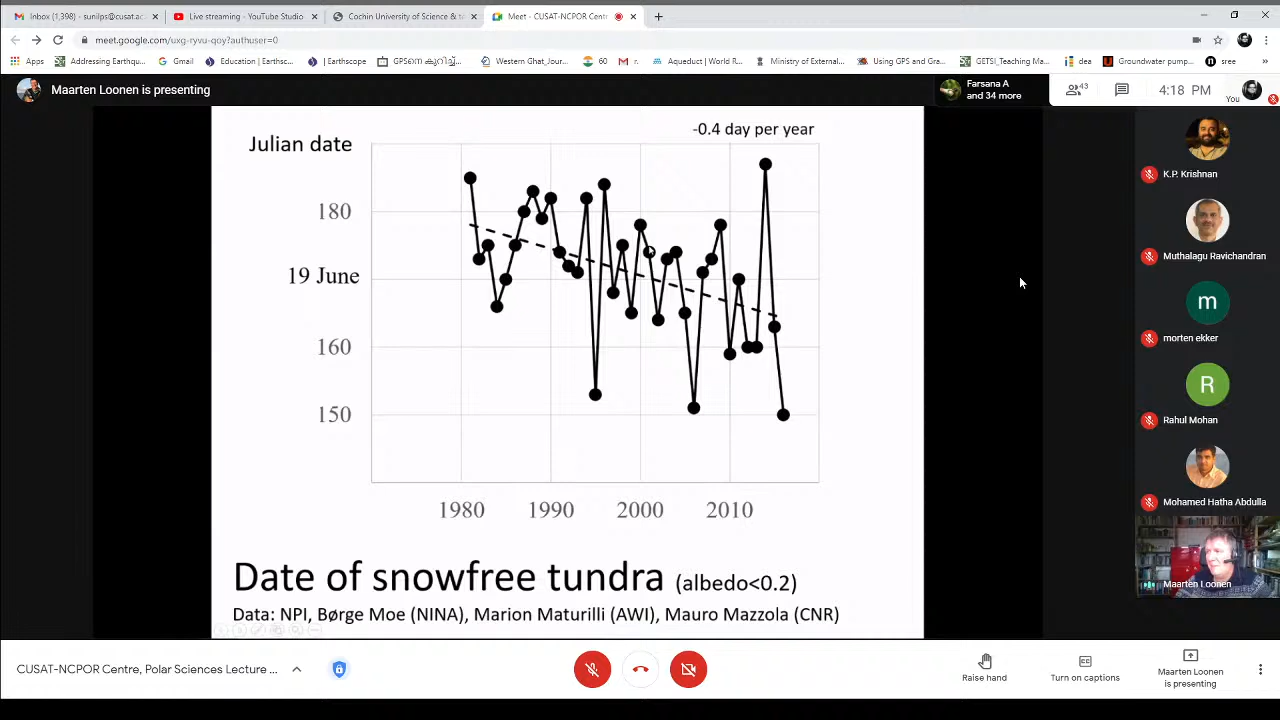 Inbox (1,398) - sunilps@cusat.ac.
Live streaming - YouTube Studio
Cochin University of Science & te
Meet - CUSAT-NCPOR Centr
meet.google.com/uxg-ryvu-qoy?authuser=0
Apps
Addressing Earthqu...
Gmail
Education | Earthsc...
| Earthscope
Western Ghat_Jour...
60
r.
Aqueduct | World R...
Ministry of External...
Using GPS and Gra...
GETSI_Teaching Ma...
dea
Groundwater pump...
sree
Maarten Loonen is presenting
Farsana A
and 34 more
43
4:18 PM
You
Julian date
-0.4 day per year
180
19 June
160
150
1980 1990 2000 2010
Date of snowfree tundra (albedo<0.2)
Data: NPI, Børge Moe (NINA), Marion Maturilli (AWI), Mauro Mazzola (CNR)
K.P. Krishnan
Muthalagu Ravichandran
m
morten ekker
R
Rahul Mohan
Mohamed Hatha Abdulla
Maarten Loonen
CUSAT-NCPOR Centre, Polar Sciences Lecture ...
Raise hand
Turn on captions
Maarten Loonen
is presenting